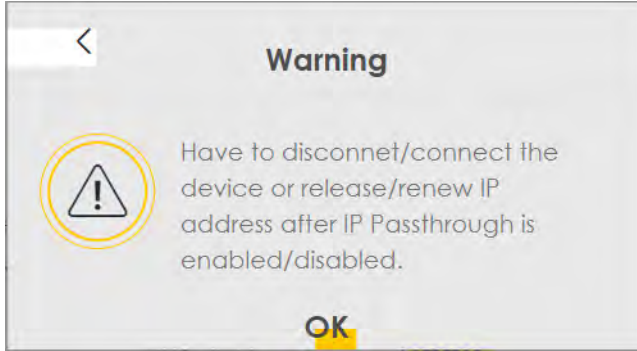 Warning
Have to disconnet/connect the
device or release/renew IP
address after IP Passthrough is
enabled/disabled.
OK